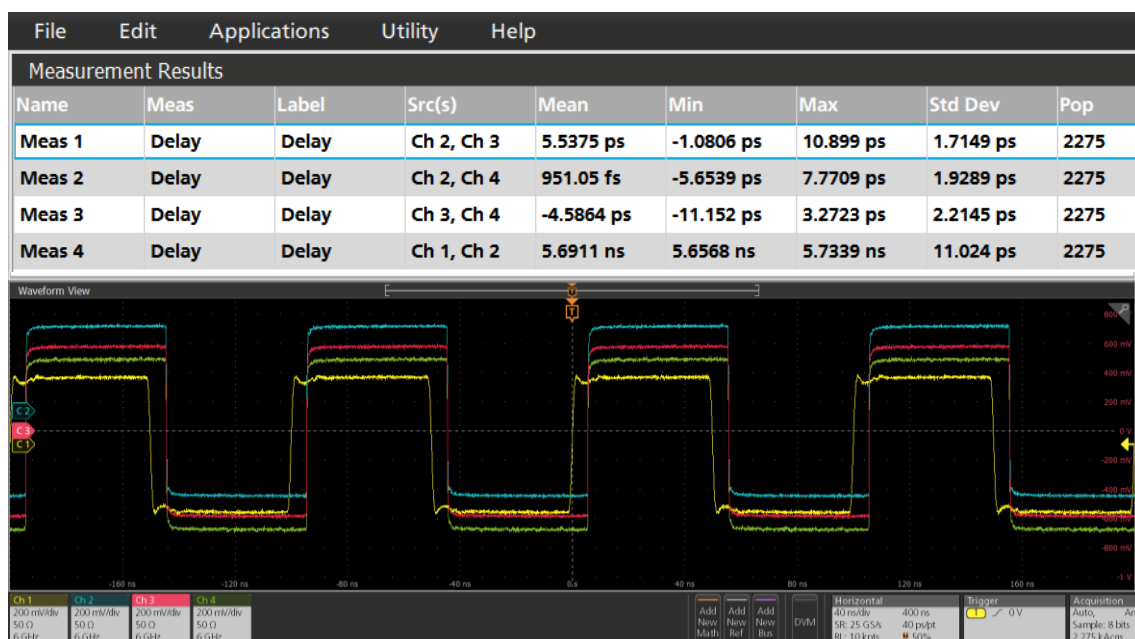 File Edit Applications Utility Help
Measurement Results
Name Meas Label Src(s) Mean Min Max Std Dev Pop
Meas 1 Delay Delay Ch 2, Ch 3 5.5375 ps -1.0806 ps 10.899 ps 1.7149 ps 2275
Meas 2 Delay Delay Ch 2, Ch 4 951.05 fs -5.6539 ps 7.7709 ps 1.9289 ps 2275
Meas 3 Delay Delay Ch 3, Ch 4 -4.5864 ps -11.152 ps 3.2723 ps 2.2145 ps 2275
Meas 4 Delay Delay Ch 1, Ch 2 5.6911 ns 5.6568 ns 5.7339 ns 11.024 ps 2275
Waveform View
T
T
800
600 mV
400 mV
C 2
200 mV
C 3
0 V
C 1
-200 mV
-400 mV
-600 mV
-800 mV
-1 V
-160 ns -120 ns -80 ns -40 ns 0 s 40 ns 80 ns 120 ns 160 ns
Ch 1 Ch 2 Ch 3 Ch 4
200 mV/div 200 mV/div 200 mV/div 200 mV/div
50 Ω 50 Ω 50 Ω 50 Ω
6 GHz 6 GHz 6 GHz 6 GHz
Add New Math
Add New Ref
Add New Bus
DVM
Horizontal
40 ns/div 400 ns
SR: 25 GS/s 40 ps/pt
RL: 10 kpts 50%
Trigger
1 0 V
Acquisition
Auto,
Sample: 8 bits
2.275 kAcqs